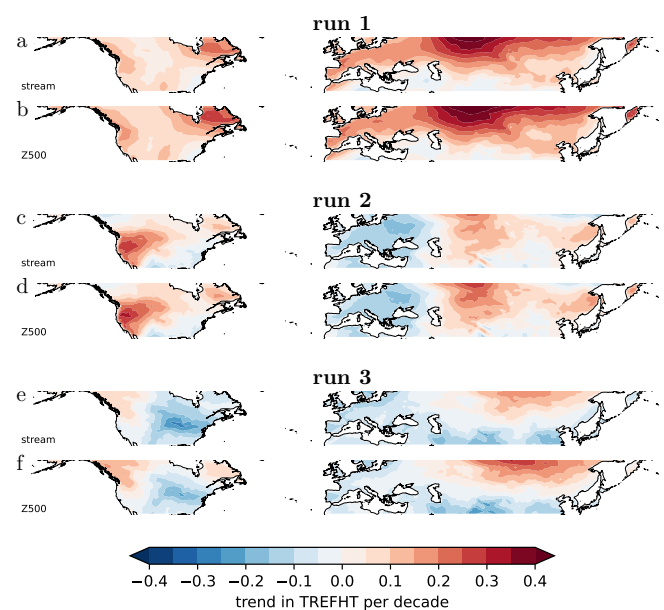 run 1
a
stream
b
Z500
run 2
c
stream
d
Z500
run 3
e
stream
f
Z500
−0.4 −0.3 −0.2 −0.1 0.0 0.1 0.2 0.3 0.4
trend in TREFHT per decade